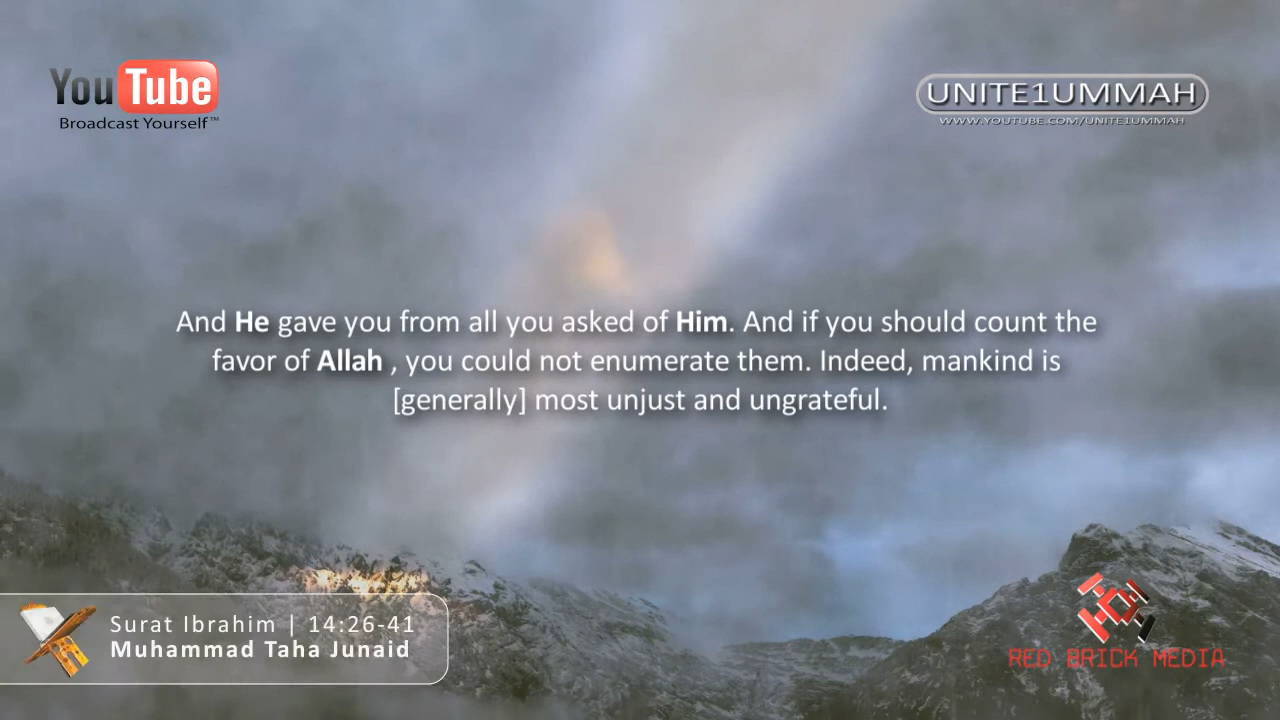 YouTube
Broadcast Yourself™
UNITE1UMMAH
WWW.YOUTUBE.COM/UNITE1UMMAH
And He gave you from all you asked of Him. And if you should count the
favor of Allah , you could not enumerate them. Indeed, mankind is
[generally] most unjust and ungrateful.
Surat Ibrahim | 14:26-41
Muhammad Taha Junaid
RED BRICK MEDIA